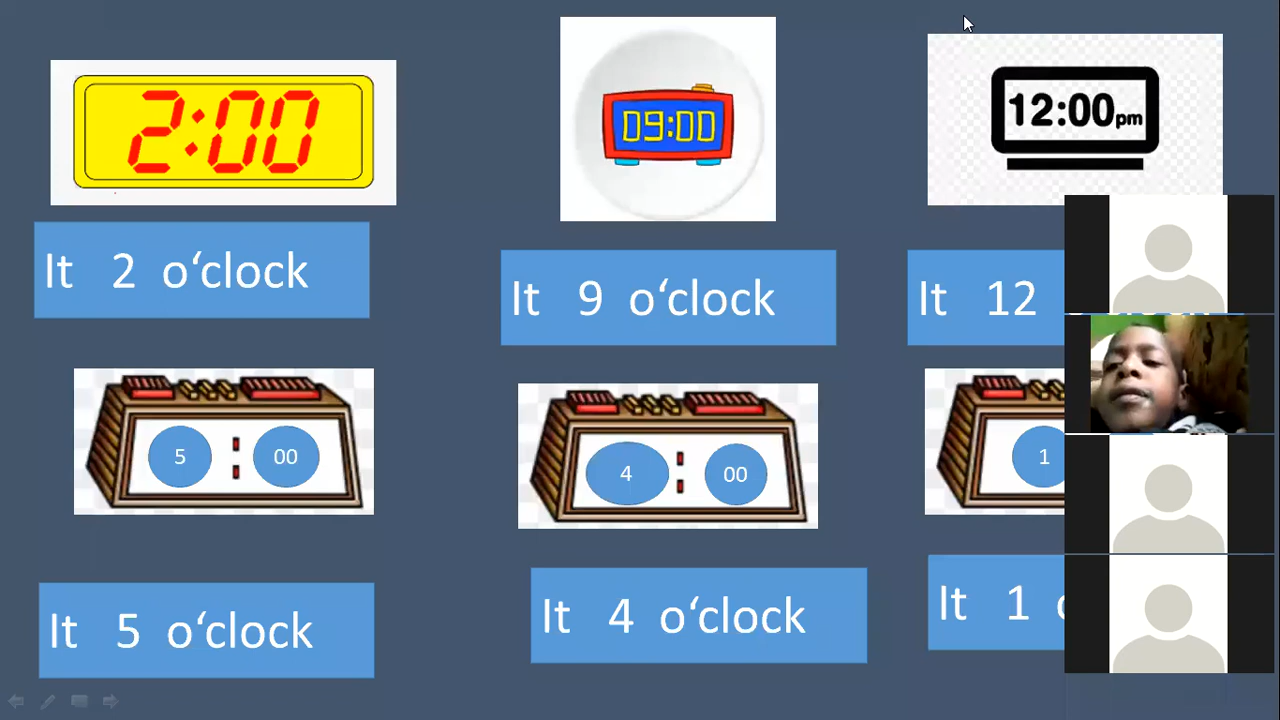 2:00
09:00
12:00pm
It 2 o‘clock
It 9 o‘clock
It 12
5 : 00
4 : 00
1
It 5 o‘clock
It 4 o‘clock
It 1